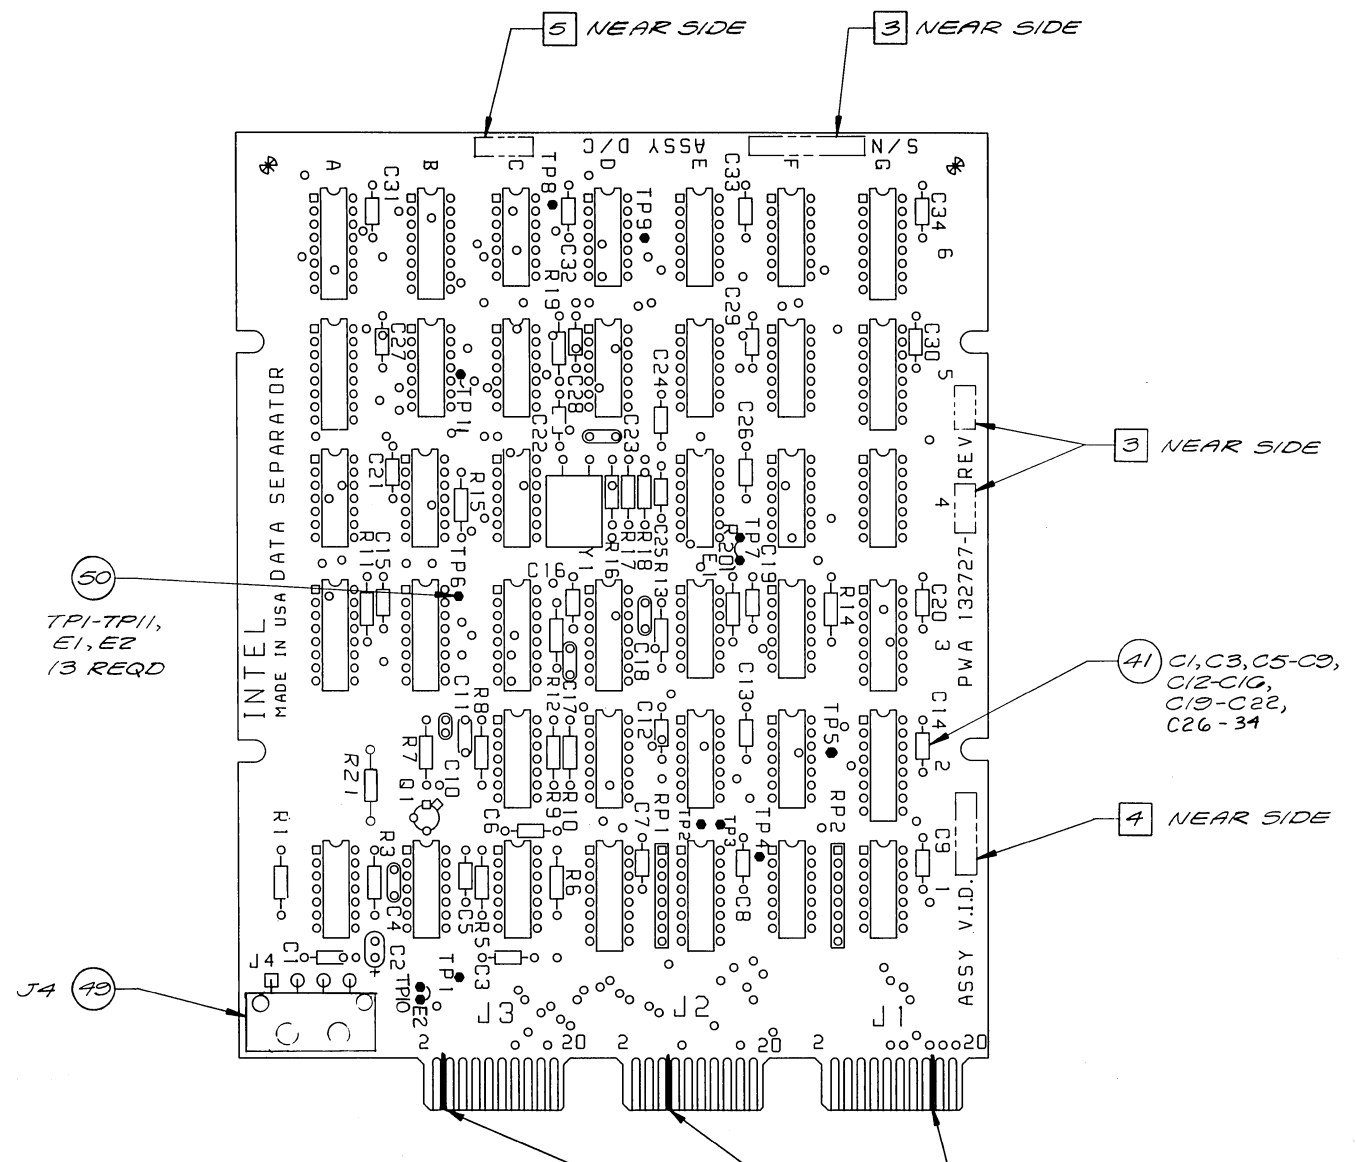 5 NEAR SIDE
3 NEAR SIDE
ASSY D/C
S/N
A
B
C
D
E
F
G
C31
TP8
C32
TP9
C33
C34
6
R19
C29
C27
TP11
C28
C22
C23
C24
C26
C30
5
REV
3 NEAR SIDE
C21
R15
Y1
R16
R17
R18
C25
R13
R20
E1
TP7
C19
4
PWA 132727-
INTEL
MADE IN USA
DATA SEPARATOR
R11
C15
TP6
C16
R14
C20
3
50
TP1-TP11,
E1, E2
13 REQD
41 C1, C3, C5-C9,
C12-C16,
C19-C22,
C26-34
C11
R8
R12
C17
C18
C12
C13
TP5
C14
2
R21
R7
C10
Q1
C6
R9
R10
C7
RP1
TP2
TP3
TP4
RP2
4 NEAR SIDE
R1
R3
C4
C5
R5
R6
C8
C9
1
ASSY V.I.D.
J4
C1
C2
+
TP10
E2
TP1
C3
J3
J2
J1
J4 49
2
20
2
20
2
20